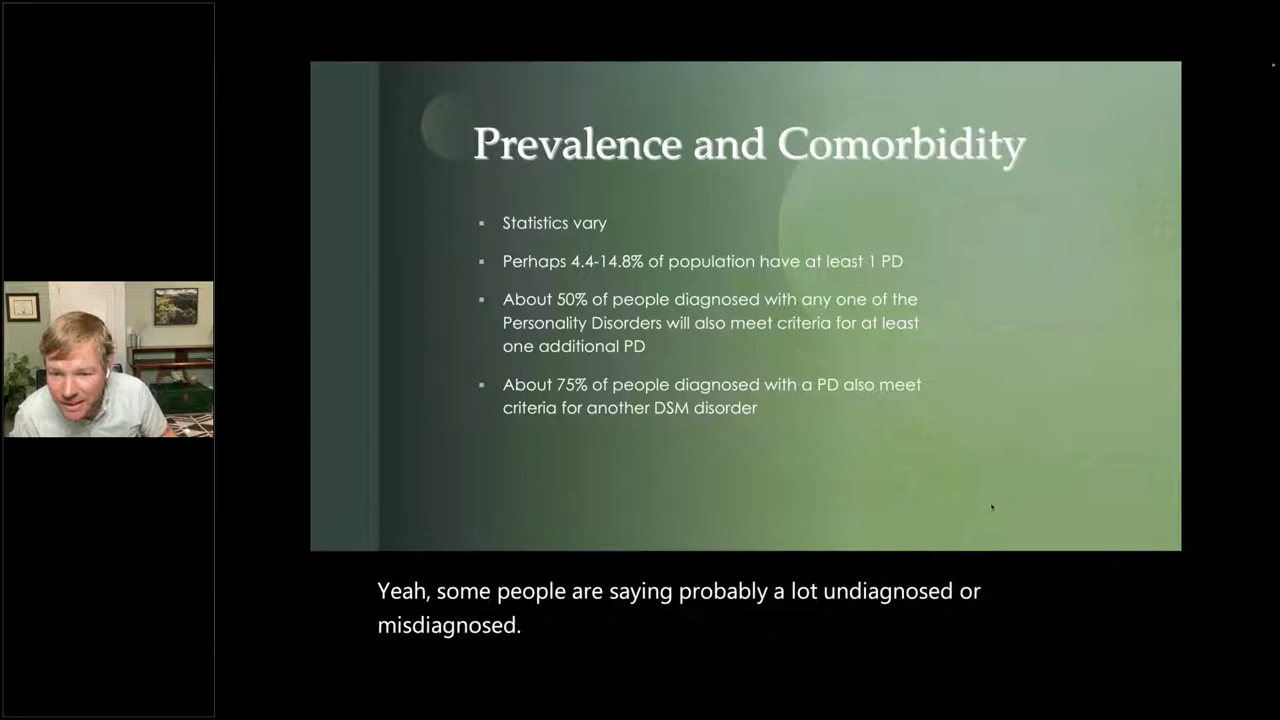 Prevalence and Comorbidity
▪ Statistics vary
▪ Perhaps 4.4-14.8% of population have at least 1 PD
▪ About 50% of people diagnosed with any one of the
Personality Disorders will also meet criteria for at least
one additional PD
▪ About 75% of people diagnosed with a PD also meet
criteria for another DSM disorder
Yeah, some people are saying probably a lot undiagnosed or
misdiagnosed.